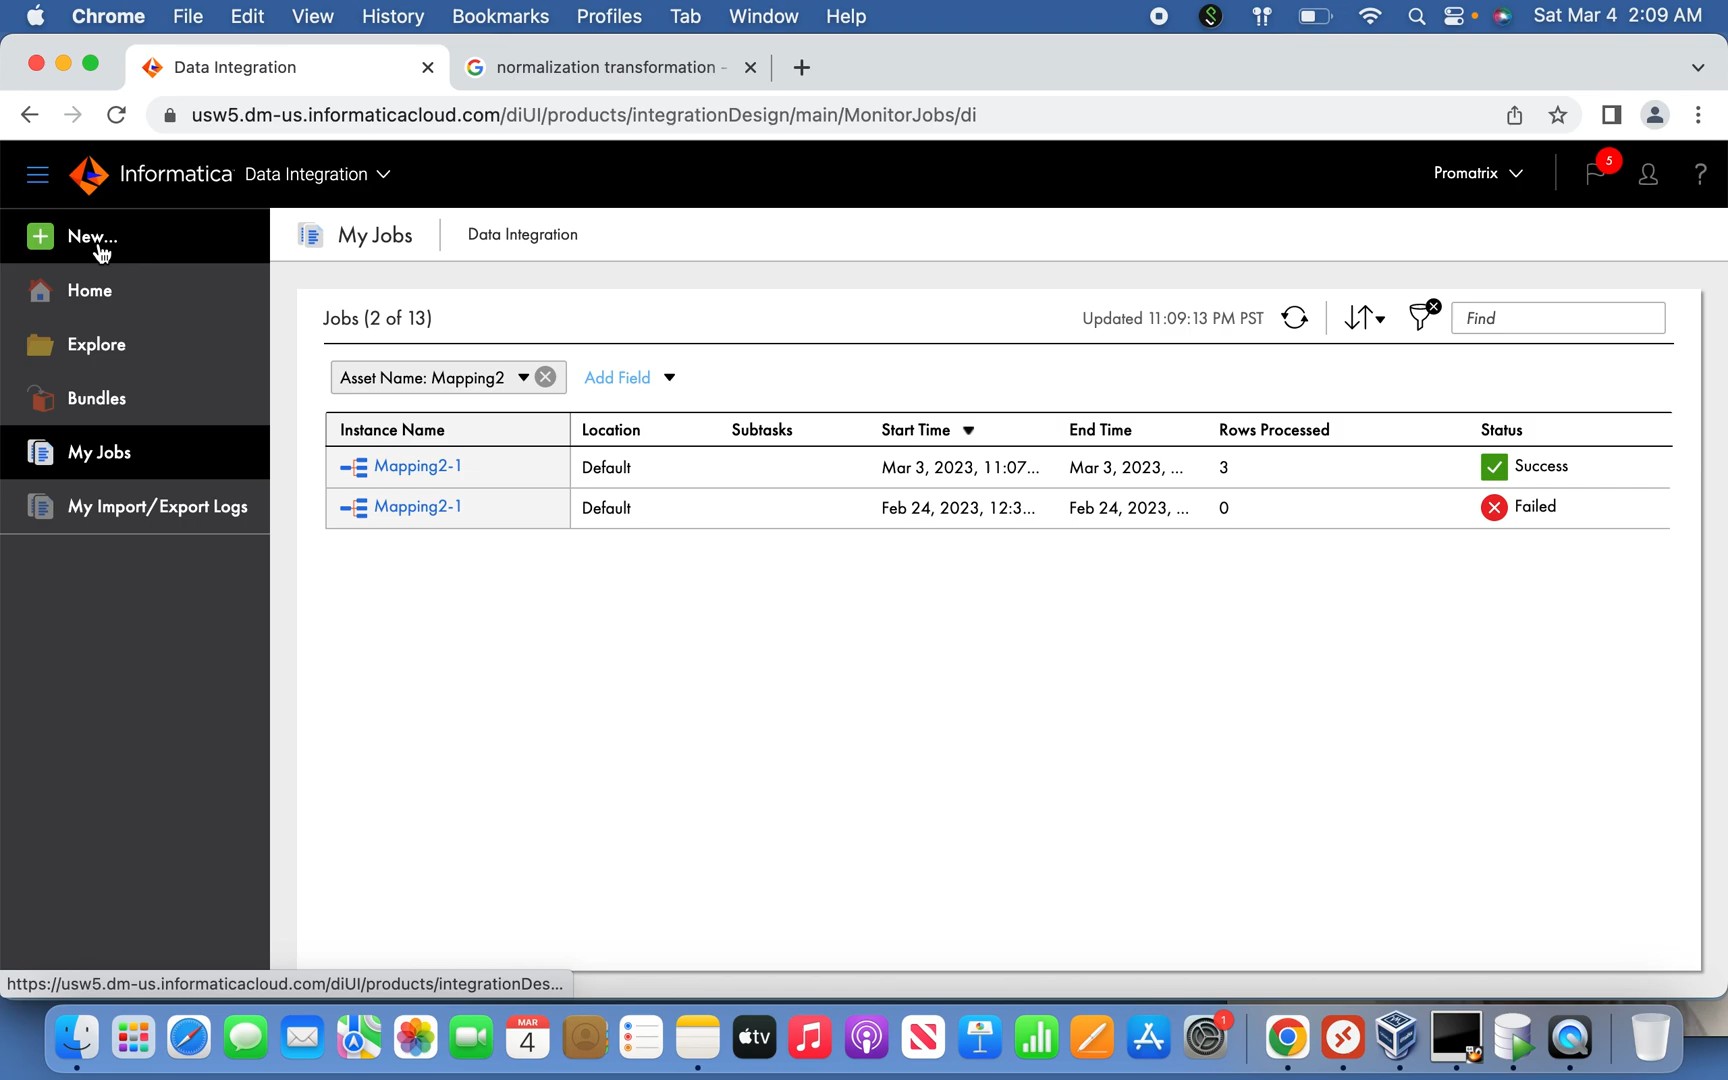 Chrome File Edit View History Bookmarks Profiles Tab Window Help Sat Mar 4 2:09 AM
Data Integration normalization transformation -
usw5.dm-us.informaticacloud.com/diUI/products/integrationDesign/main/MonitorJobs/di
Informatica Data Integration Promatrix 5 ?
New...
Home
Explore
Bundles
My Jobs
My Import/Export Logs
My Jobs Data Integration
Jobs (2 of 13) Updated 11:09:13 PM PST Find
Asset Name: Mapping2 Add Field
Instance Name Location Subtasks Start Time End Time Rows Processed Status
Mapping2-1 Default Mar 3, 2023, 11:07... Mar 3, 2023, ... 3 Success
Mapping2-1 Default Feb 24, 2023, 12:3... Feb 24, 2023, ... 0 Failed
https://usw5.dm-us.informaticacloud.com/diUI/products/integrationDes...
MAR
4
tv
1